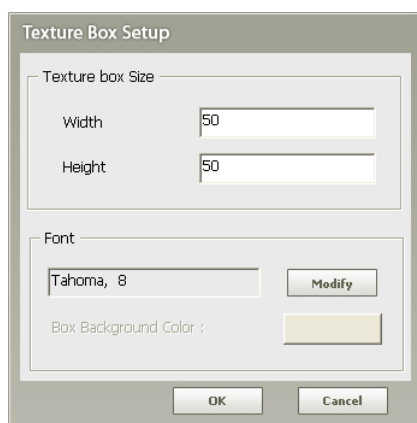 Texture Box Setup
Texture box Size
Width 50
Height 50
Font
Tahoma, 8 Modify
Box Background Color :
OK Cancel